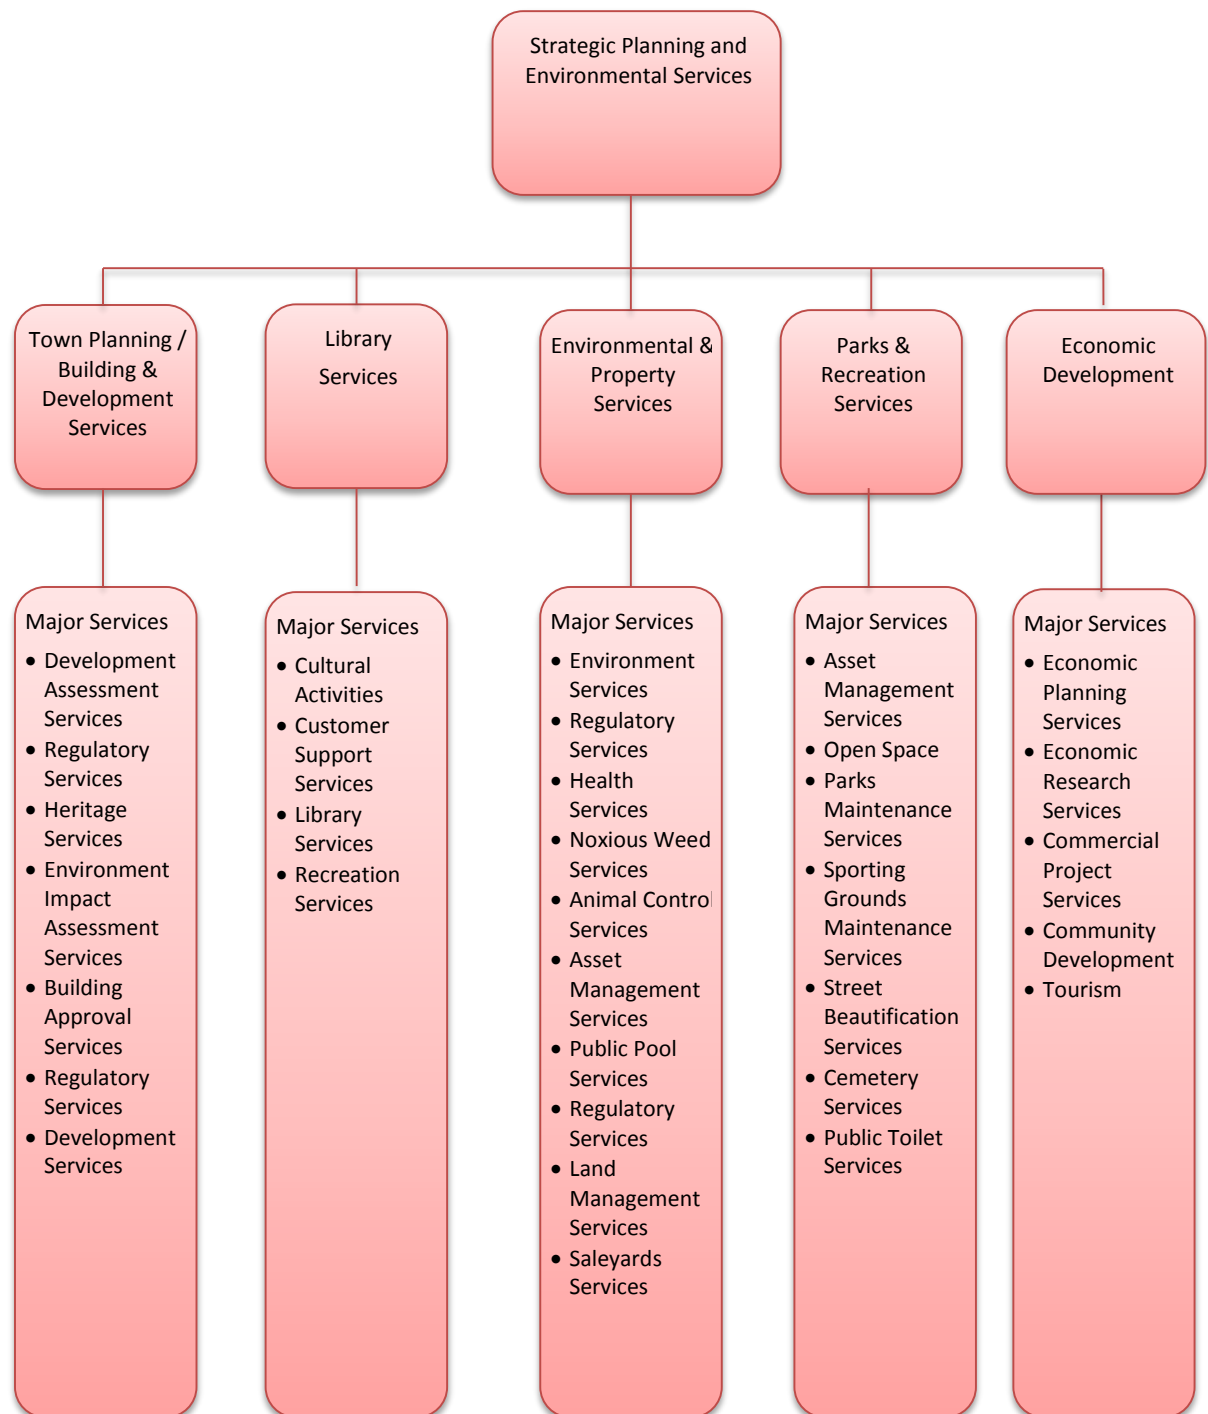 Strategic Planning and
Environmental Services
Town Planning /
Building &
Development
Services
Library
Services
Environmental &
Property
Services
Parks &
Recreation
Services
Economic
Development
Major Services
• Development
Assessment
Services
• Regulatory
Services
• Heritage
Services
• Environment
Impact
Assessment
Services
• Building
Approval
Services
• Regulatory
Services
• Development
Services
Major Services
• Cultural
Activities
• Customer
Support
Services
• Library
Services
• Recreation
Services
Major Services
• Environment
Services
• Regulatory
Services
• Health
Services
• Noxious Weed
Services
• Animal Control
Services
• Asset
Management
Services
• Public Pool
Services
• Regulatory
Services
• Land
Management
Services
• Saleyards
Services
Major Services
• Asset
Management
Services
• Open Space
• Parks
Maintenance
Services
• Sporting
Grounds
Maintenance
Services
• Street
Beautification
Services
• Cemetery
Services
• Public Toilet
Services
Major Services
• Economic
Planning
Services
• Economic
Research
Services
• Commercial
Project
Services
• Community
Development
• Tourism